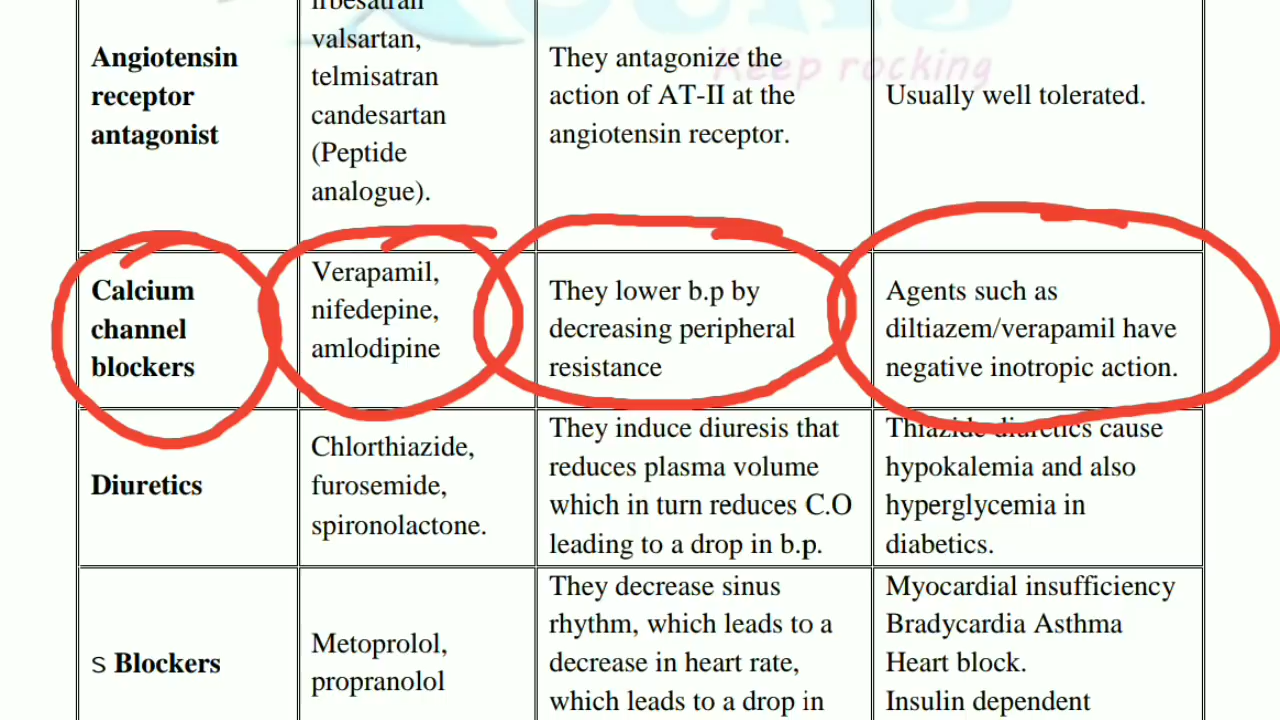 irbesatran
Angiotensin
receptor
antagonist
valsartan,
telmisatran
candesartan
(Peptide
analogue).
They antagonize the
action of AT-II at the
angiotensin receptor.
Usually well tolerated.
Keep rocking
Calcium
channel
blockers
Verapamil,
nifedepine,
amlodipine
They lower b.p by
decreasing peripheral
resistance
Agents such as
diltiazem/verapamil have
negative inotropic action.
Diuretics
Chlorthiazide,
furosemide,
spironolactone.
They induce diuresis that
reduces plasma volume
which in turn reduces C.O
leading to a drop in b.p.
Thiazide diuretics cause
hypokalemia and also
hyperglycemia in
diabetics.
s Blockers
Metoprolol,
propranolol
They decrease sinus
rhythm, which leads to a
decrease in heart rate,
which leads to a drop in
Myocardial insufficiency
Bradycardia Asthma
Heart block.
Insulin dependent